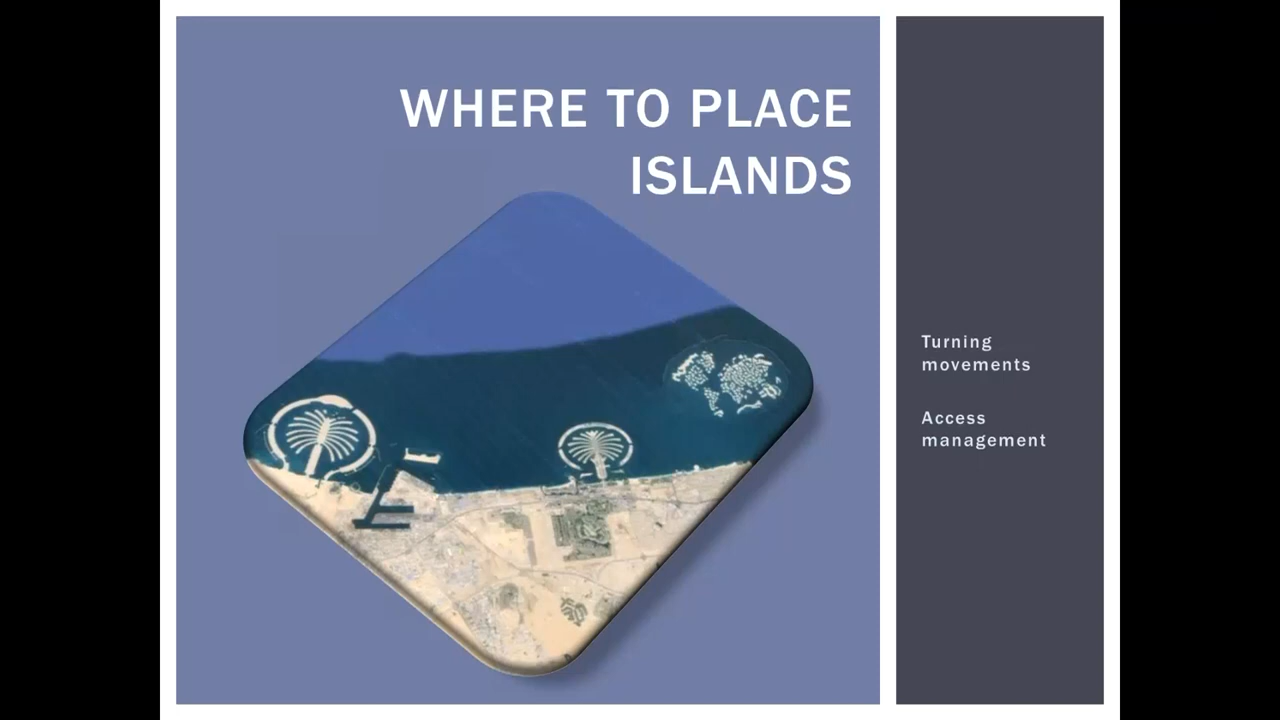 WHERE TO PLACE
ISLANDS
Turning
movements
Access
management